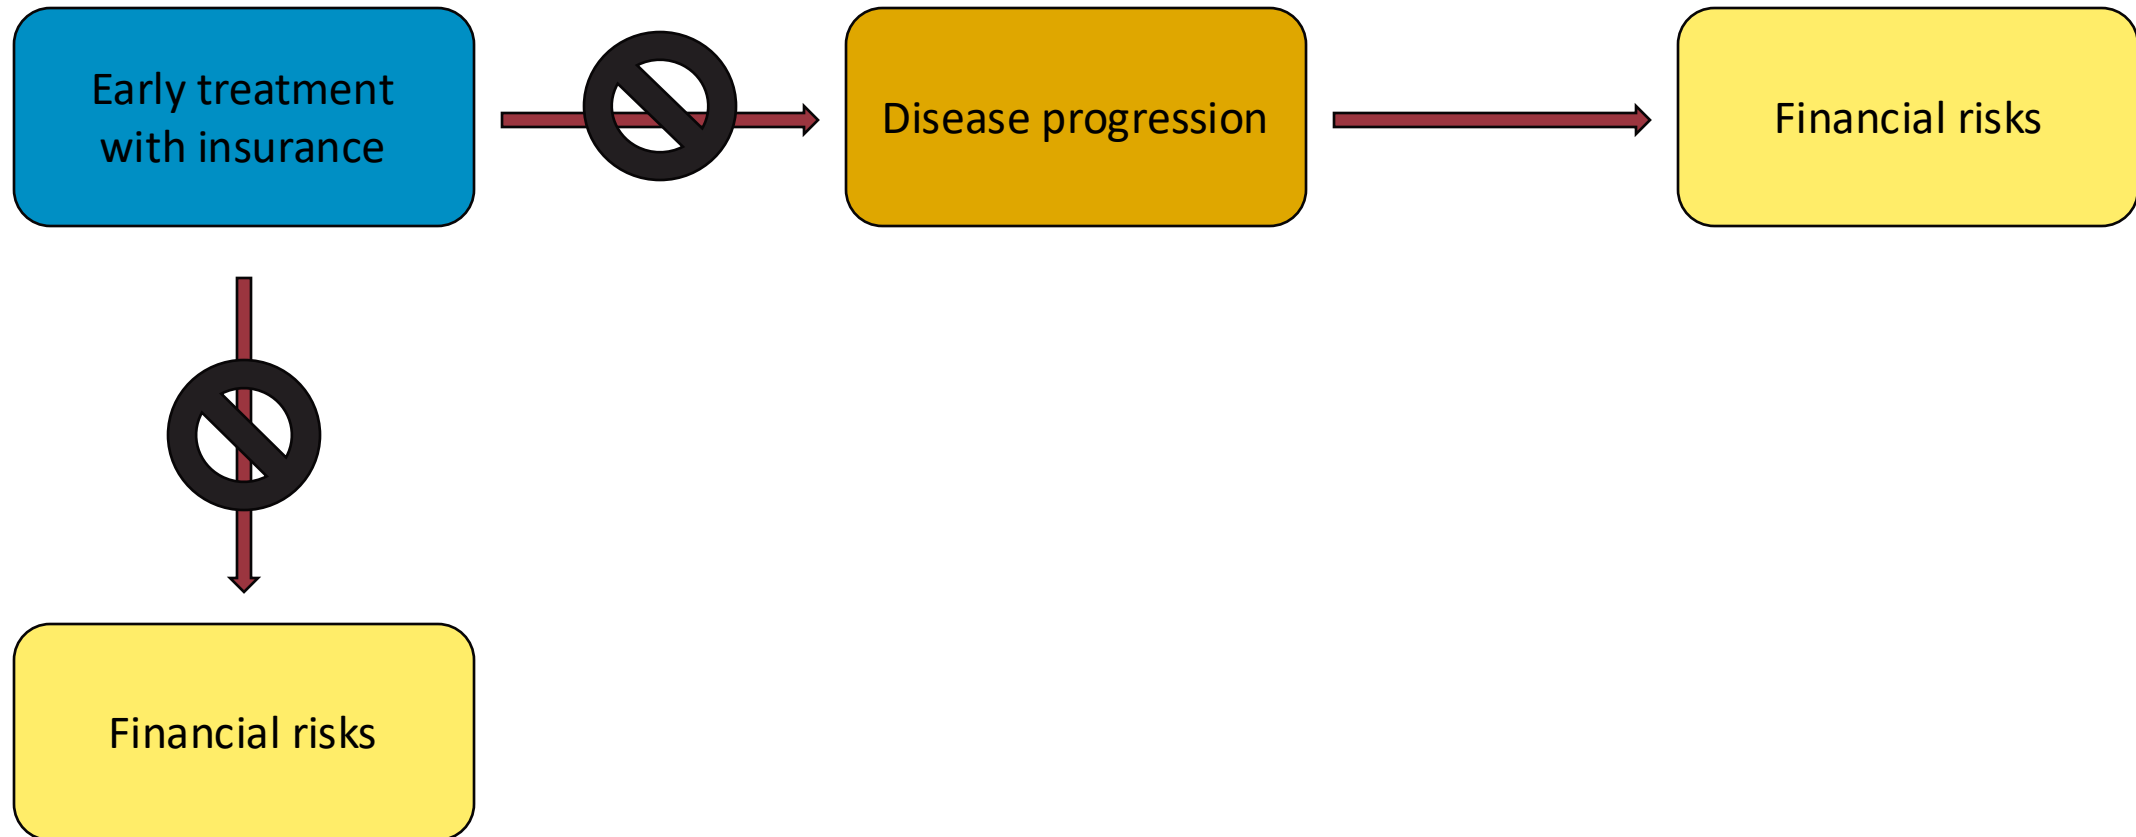 Early treatment
with insurance
Disease progression
Financial risks
Financial risks